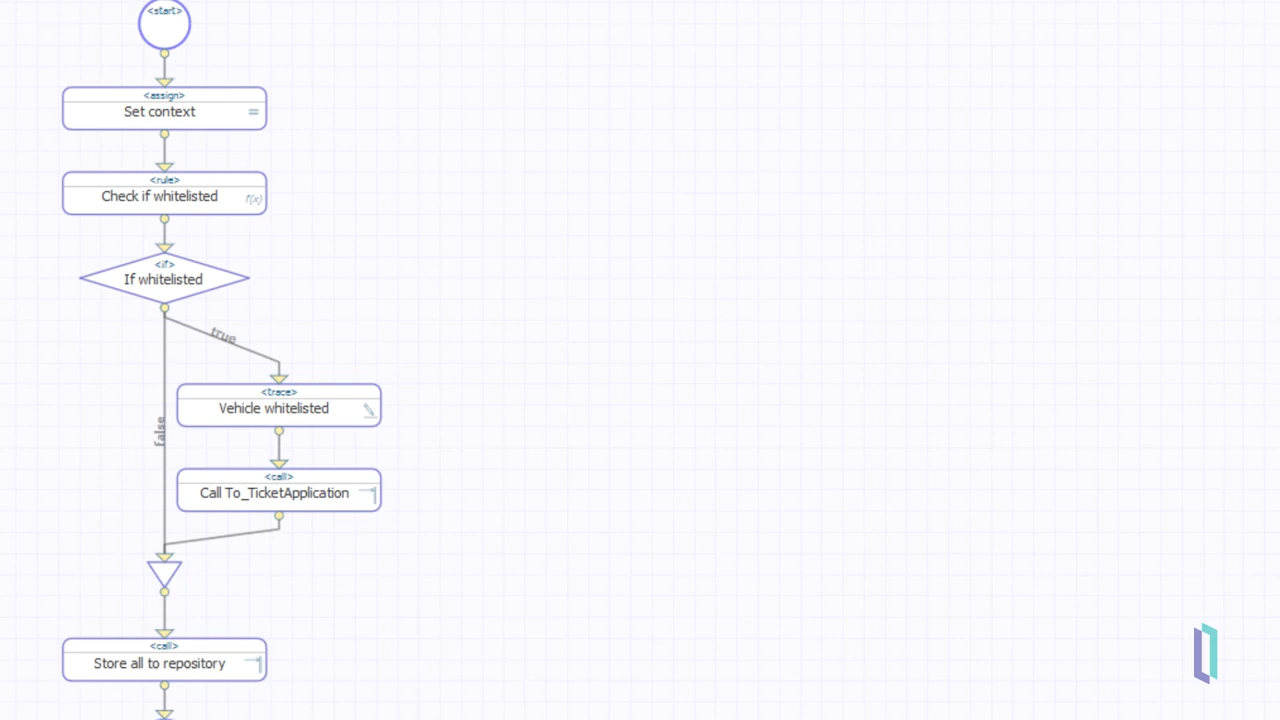 <start>
<assign>
Set context
=
<rule>
Check if whitelisted
f(x)
<if>
If whitelisted
true
false
<trace>
Vehicle whitelisted
<call>
Call To_TicketApplication
<call>
Store all to repository